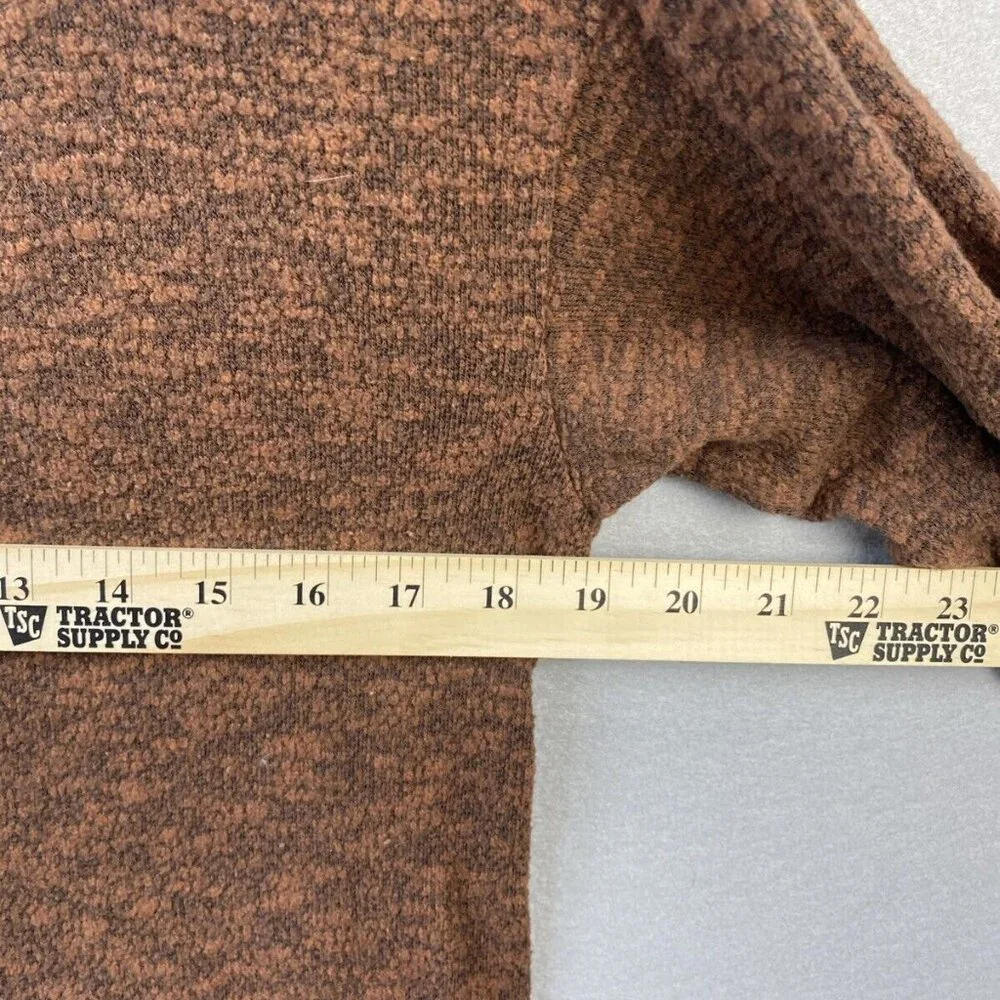 13 14 15 16 17 18 19 20 21 22 23
TSC TRACTOR®
SUPPLY CO
TSC TRACTOR®
SUPPLY CO